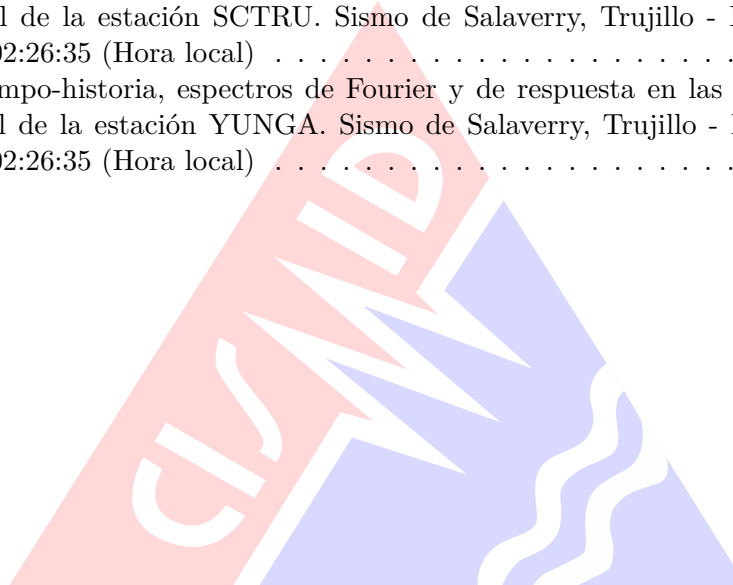 l de la estación SCTRU. Sismo de Salaverry, Trujillo -
02:26:35 (Hora local) . . . . . . . . . . . . . . . . . . . . . .
mpo-historia, espectros de Fourier y de respuesta en las
l de la estación YUNGA. Sismo de Salaverry, Trujillo -
02:26:35 (Hora local) . . . . . . . . . . . . . . . . . . . . . .
CISMID